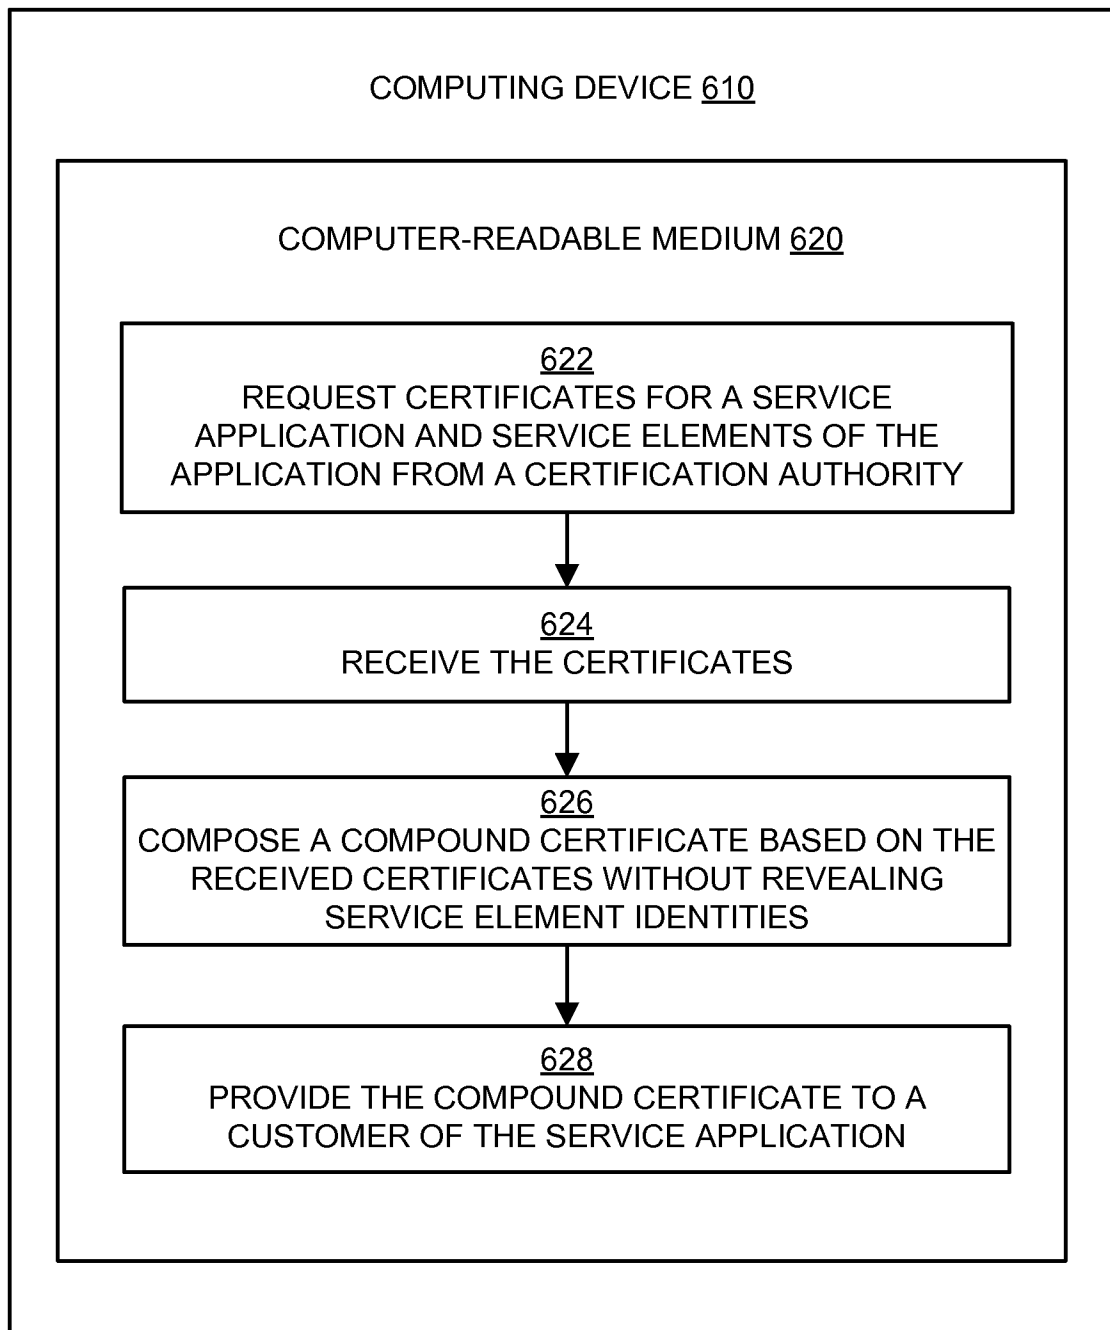 COMPUTING DEVICE 610
COMPUTER-READABLE MEDIUM 620
622
REQUEST CERTIFICATES FOR A SERVICE
APPLICATION AND SERVICE ELEMENTS OF THE
APPLICATION FROM A CERTIFICATION AUTHORITY
624
RECEIVE THE CERTIFICATES
626
COMPOSE A COMPOUND CERTIFICATE BASED ON THE
RECEIVED CERTIFICATES WITHOUT REVEALING
SERVICE ELEMENT IDENTITIES
628
PROVIDE THE COMPOUND CERTIFICATE TO A
CUSTOMER OF THE SERVICE APPLICATION